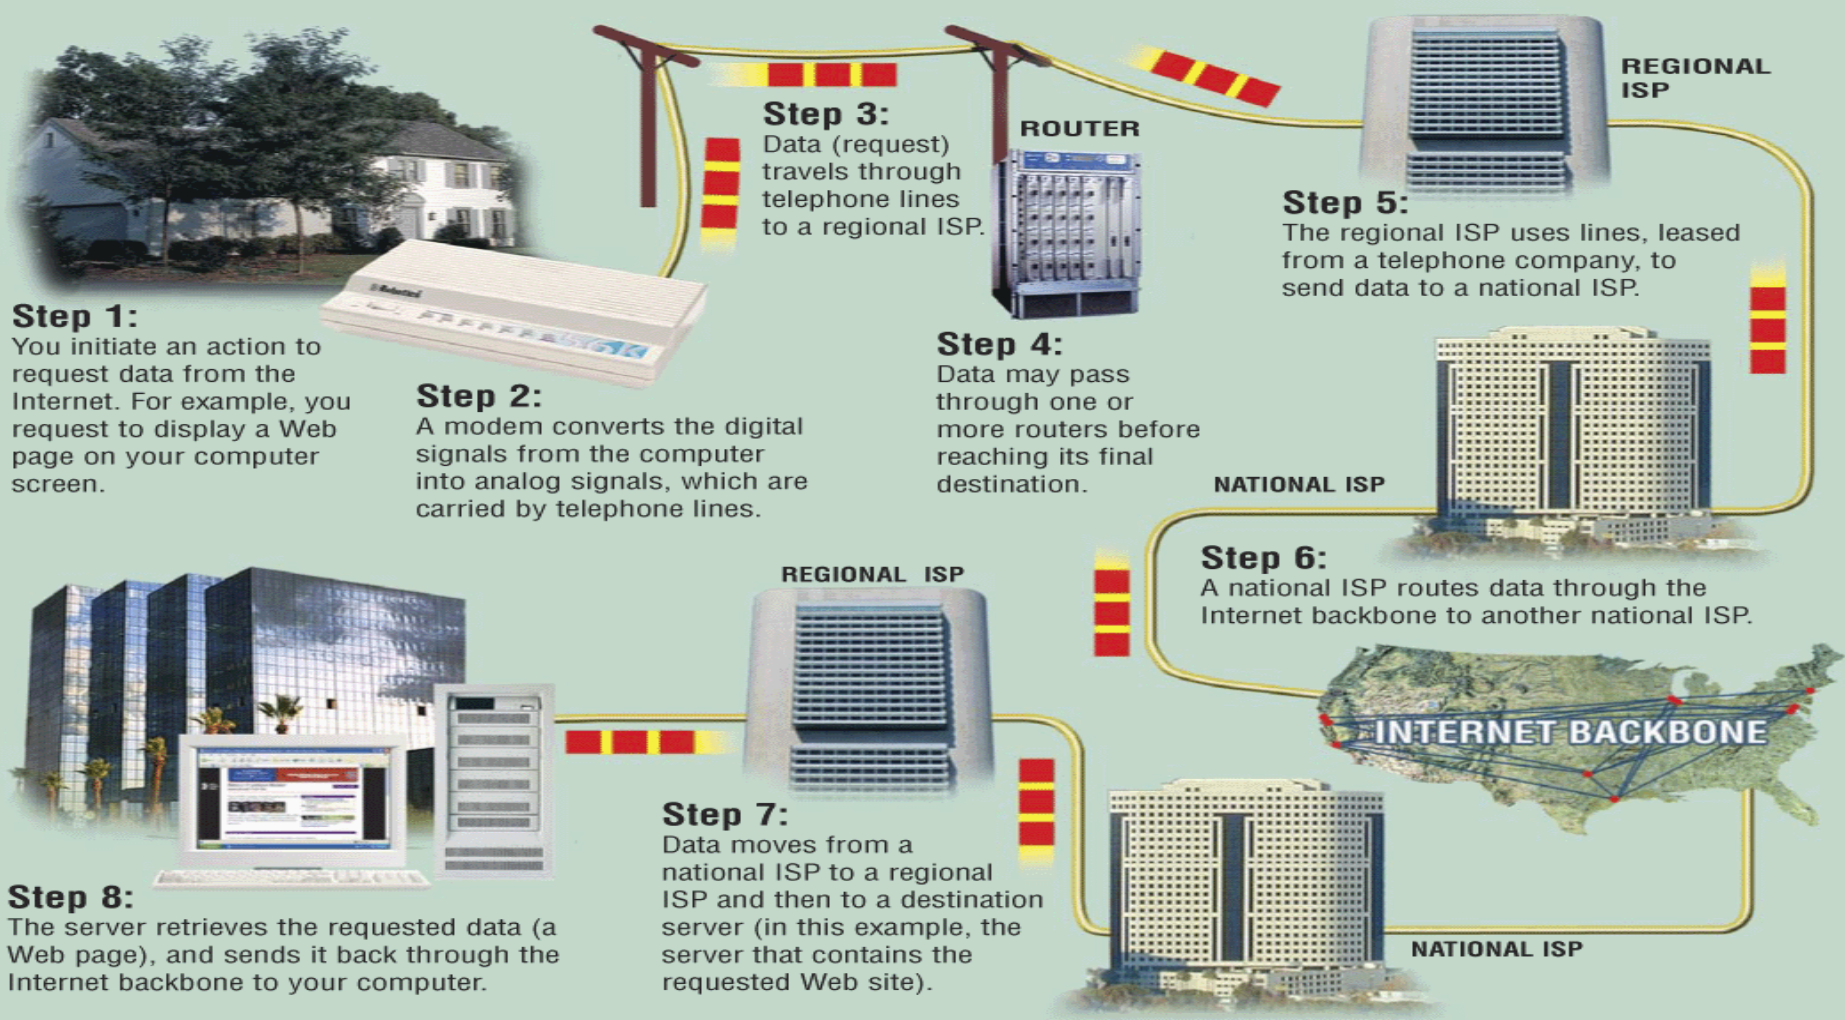 REGIONAL
ISP
Step 3:
Data (request)
travels through
telephone lines
to a regional ISP.
ROUTER
Step 5:
The regional ISP uses lines, leased
from a telephone company, to
send data to a national ISP.
Step 1:
You initiate an action to
request data from the
Internet. For example, you
request to display a Web
page on your computer
screen.
Step 2:
A modem converts the digital
signals from the computer
into analog signals, which are
carried by telephone lines.
Step 4:
Data may pass
through one or
more routers before
reaching its final
destination.
NATIONAL ISP
Step 6:
A national ISP routes data through the
Internet backbone to another national ISP.
INTERNET BACKBONE
REGIONAL ISP
Step 7:
Data moves from a
national ISP to a regional
ISP and then to a destination
server (in this example, the
server that contains the
requested Web site).
NATIONAL ISP
Step 8:
The server retrieves the requested data (a
Web page), and sends it back through the
Internet backbone to your computer.